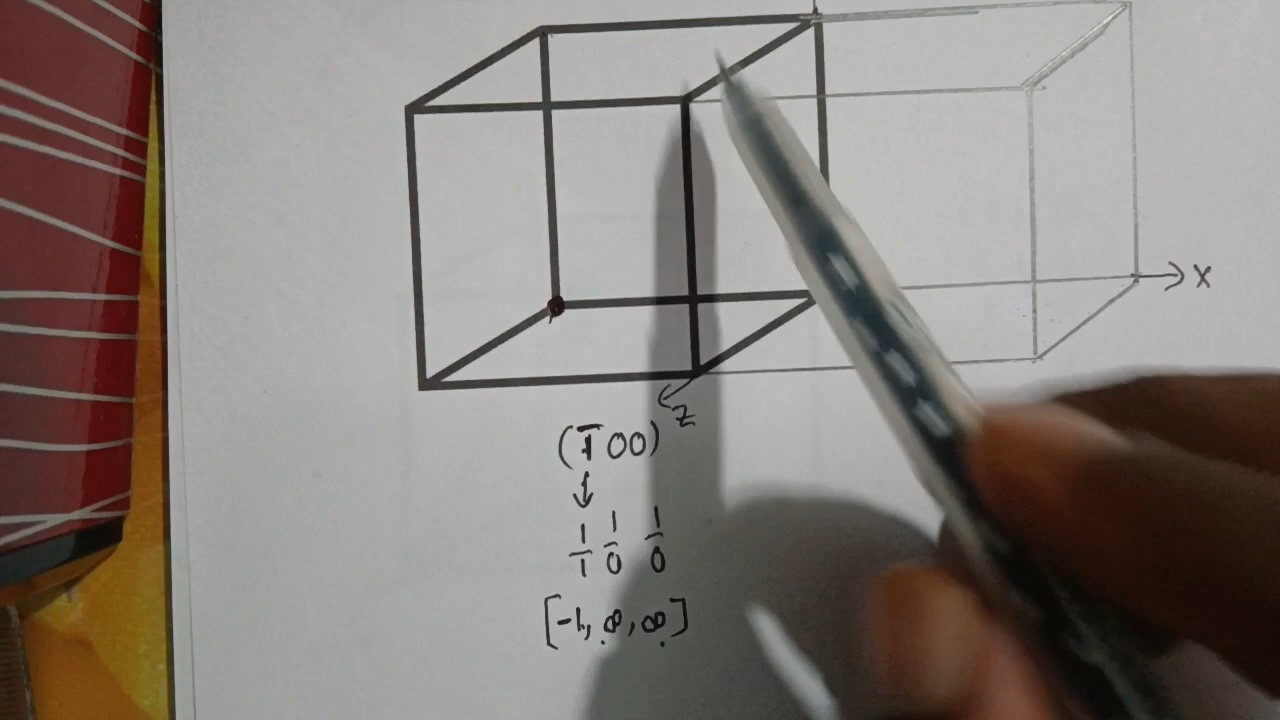 X
Z
(1̅00)
↓
1/1 1/0 1/0
[-1, ∞, ∞]